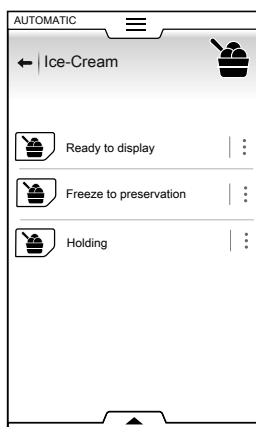 AUTOMATIC
Ice-Cream
Ready to display
Freeze to preservation
Holding